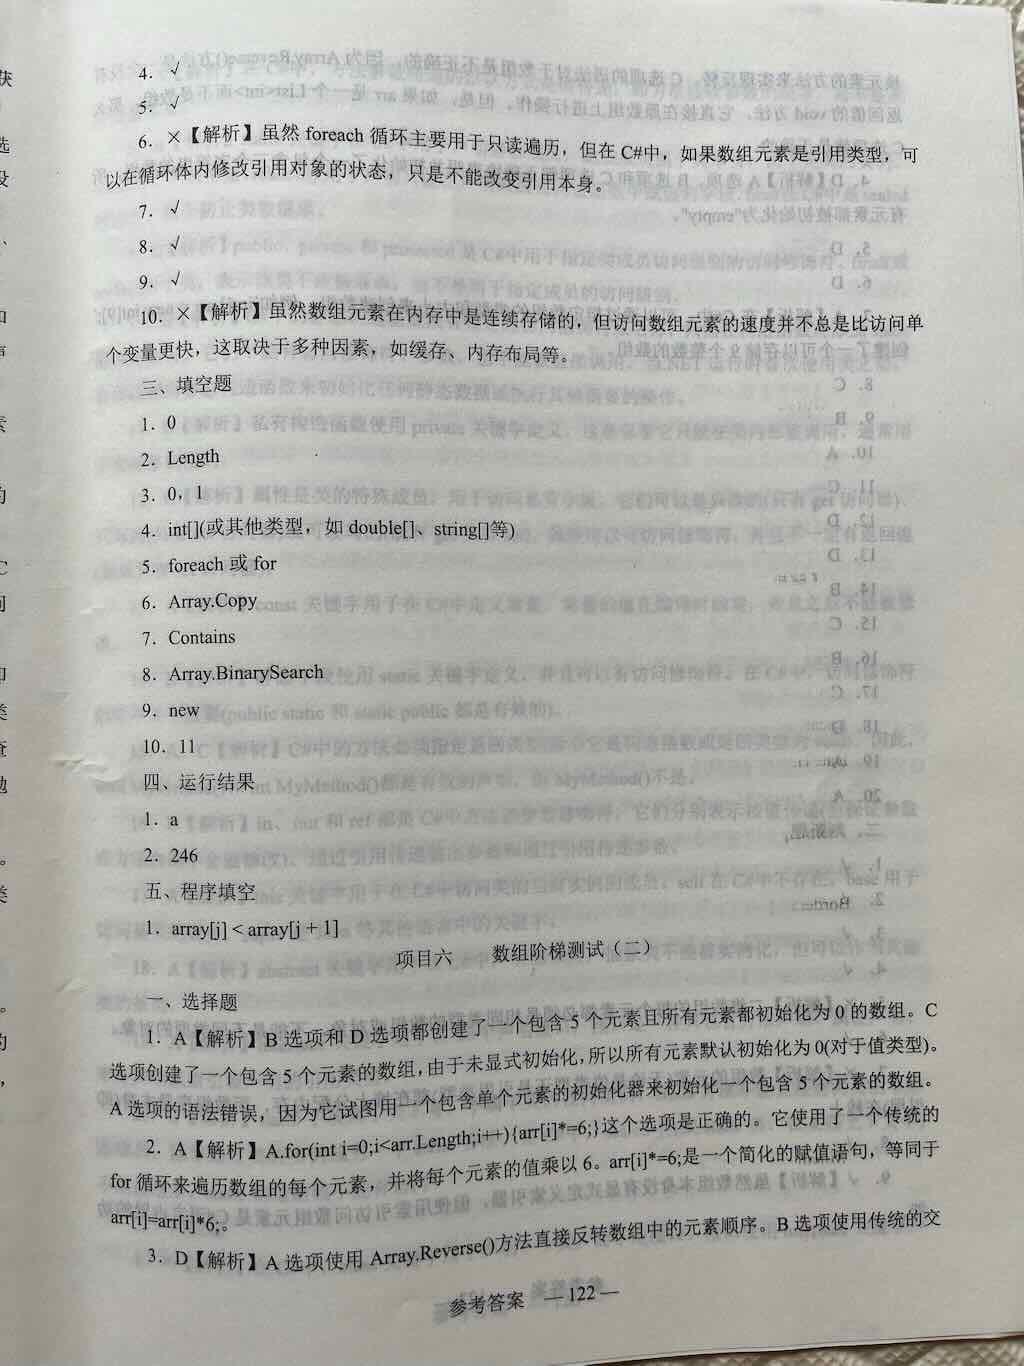 4．√
5．√
6．×【解析】虽然 foreach 循环主要用于只读遍历，但在 C#中，如果数组元素是引用类型，可
以在循环体内修改引用对象的状态，只是不能改变引用本身。
7．√
8．√
9．√
10．×【解析】虽然数组元素在内存中是连续存储的，但访问数组元素的速度并不总是比访问单
个变量更快，这取决于多种因素，如缓存、内存布局等。
三、填空题
1．0
2．Length
3．0，1
4．int[](或其他类型，如 double[]、string[]等)
5．foreach 或 for
6．Array.Copy
7．Contains
8．Array.BinarySearch
9．new
10．11
四、运行结果
1．a
2．246
五、程序填空
1．array[j] < array[j + 1]
项目六 数组阶梯测试（二）
一、选择题
1．A【解析】B 选项和 D 选项都创建了一个包含 5 个元素且所有元素都初始化为 0 的数组。C
选项创建了一个包含 5 个元素的数组，由于未显式初始化，所以所有元素默认初始化为 0(对于值类型)。
A 选项的语法错误，因为它试图用一个包含单个元素的初始化器来初始化一个包含 5 个元素的数组。
2．A【解析】A.for(int i=0;i<arr.Length;i++){arr[i]*=6;}这个选项是正确的。它使用了一个传统的
for 循环来遍历数组的每个元素，并将每个元素的值乘以 6。arr[i]*=6;是一个简化的赋值语句，等同于
arr[i]=arr[i]*6;。
3．D【解析】A 选项使用 Array.Reverse()方法直接反转数组中的元素顺序。B 选项使用传统的交
参考答案 — 122 —